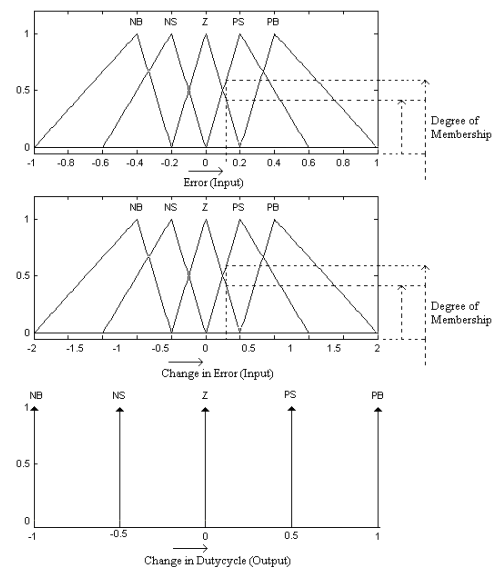 NB NS Z PS PB
1
0.5
0
-1 -0.8 -0.6 -0.4 -0.2 0 0.2 0.4 0.6 0.8 1
Error (Input)
Degree of
Membership
NB NS Z PS PB
1
0.5
0
-2 -1.5 -1 -0.5 0 0.5 1 1.5 2
Change in Error (Input)
Degree of
Membership
NB NS Z PS PB
1
0.5
0
-1 -0.5 0 0.5 1
Change in Dutycycle (Output)